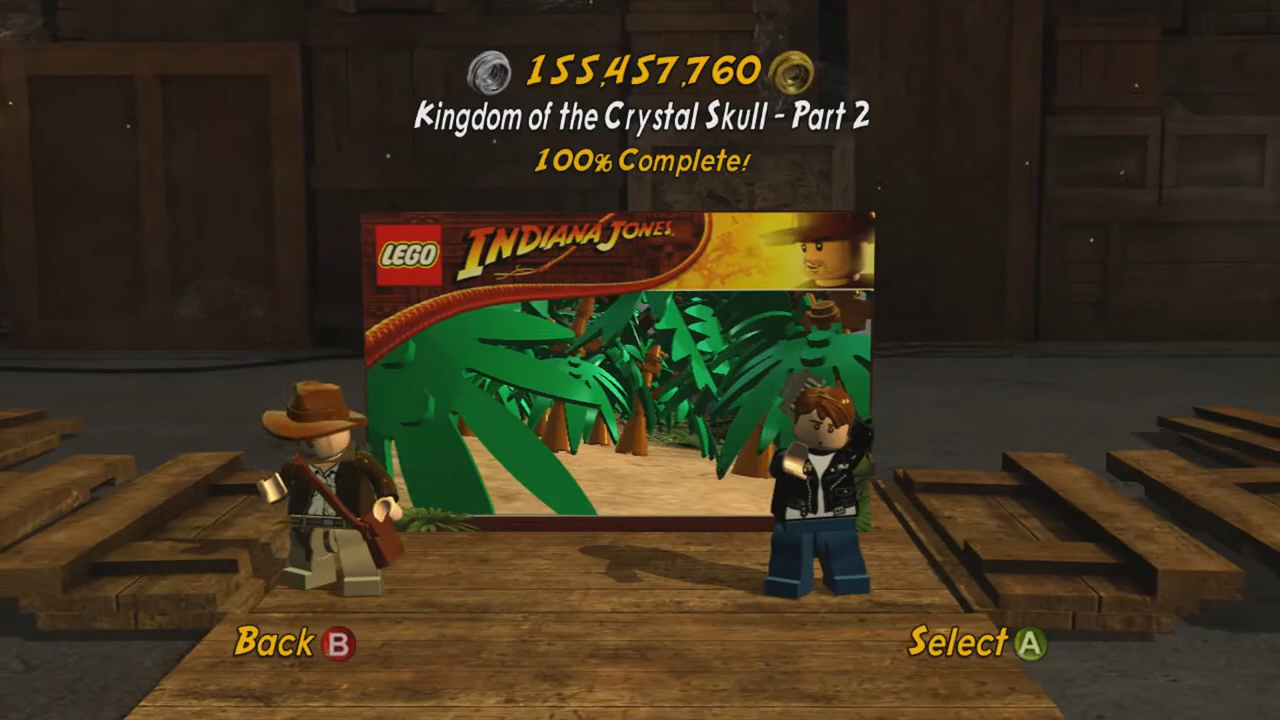 155,457,760
Kingdom of the Crystal Skull - Part 2
100% Complete!
LEGO
INDIANA JONES
Back B
Select A